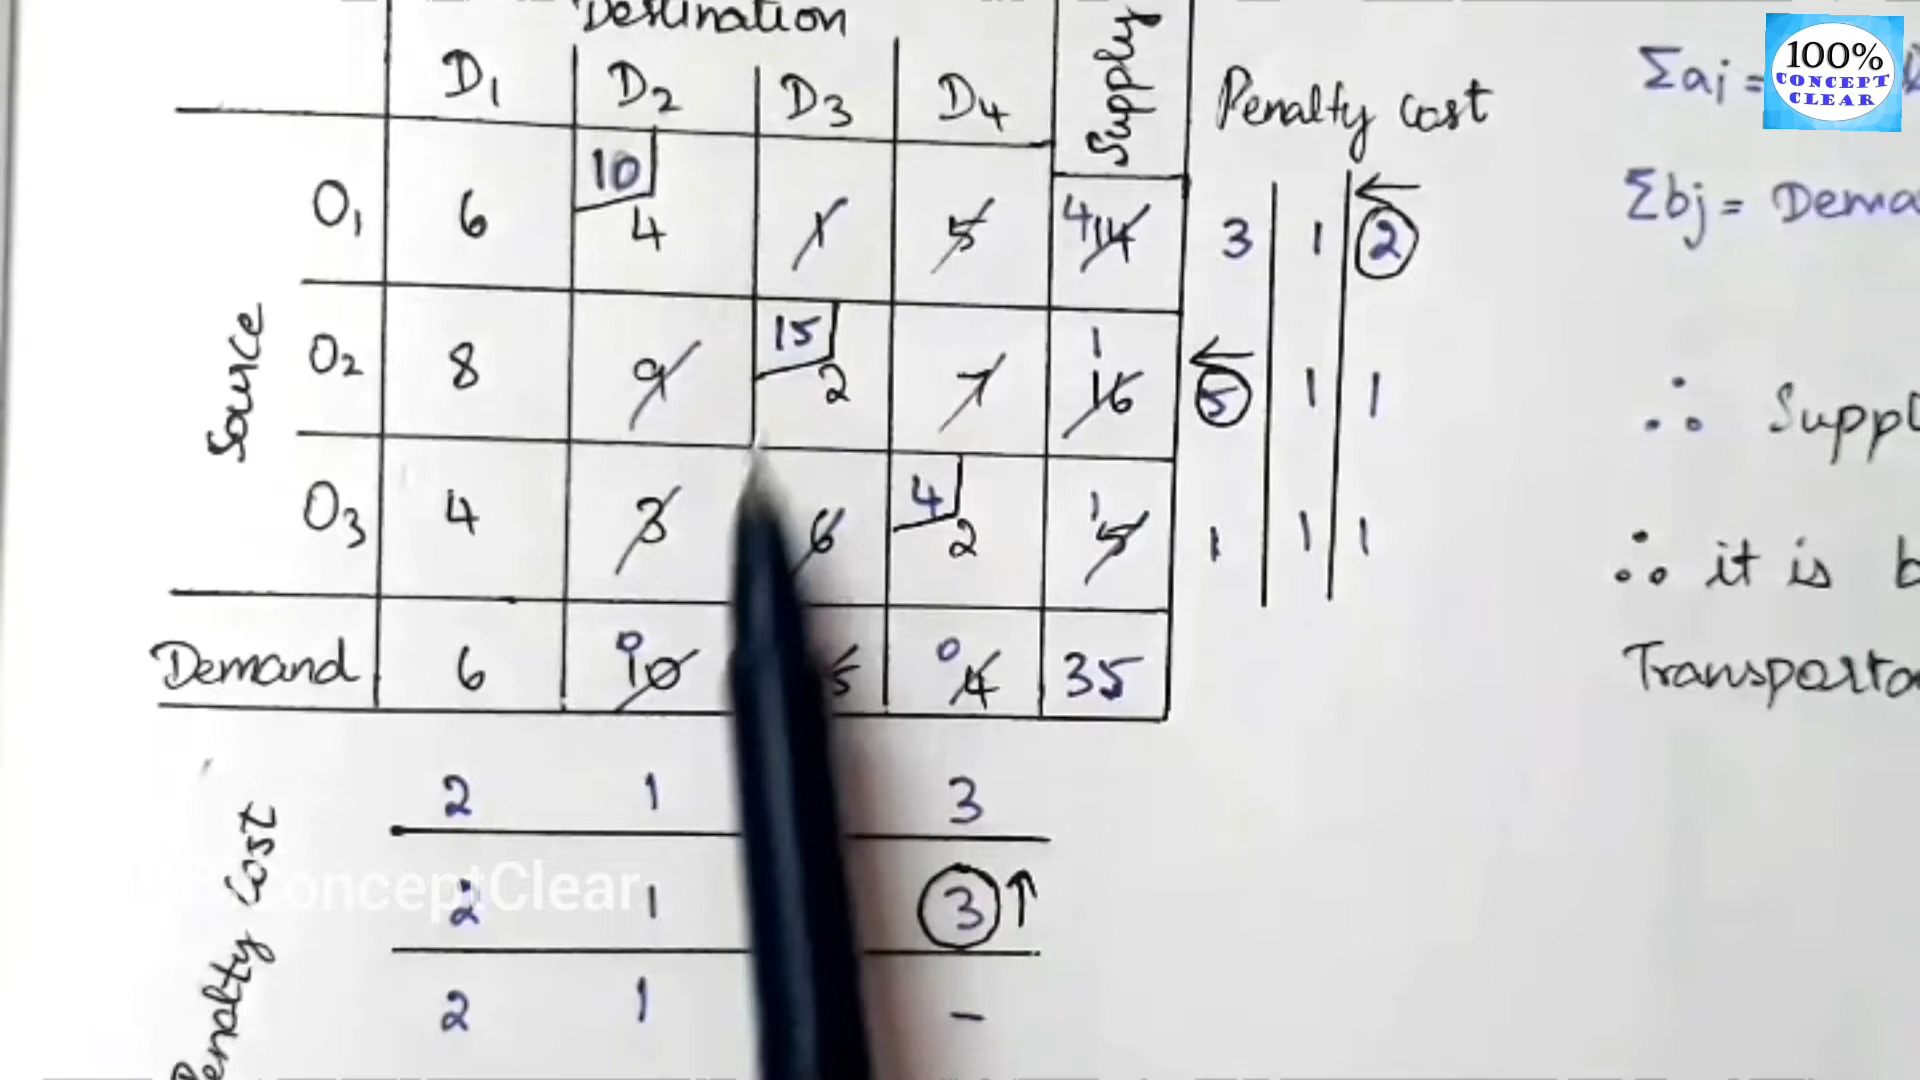 Destination
D1 D2 D3 D4 Supply Penalty Cost
O1 6 10 4 1 5 4 14 3 1 2
O2 8 9 15 2 7 1 16 5 1 1
Source
O3 4 3 6 4 2 1 5 1 1 1
Demand 6 0 10 5 0 4 35
Penalty Cost
2 1 3
2 1 3 ↑
2 1 -
Σai =
Σbj = Dema
∴ Suppl
∴ it is b
Transporta
100%
CONCEPT
CLEAR
ConceptClear